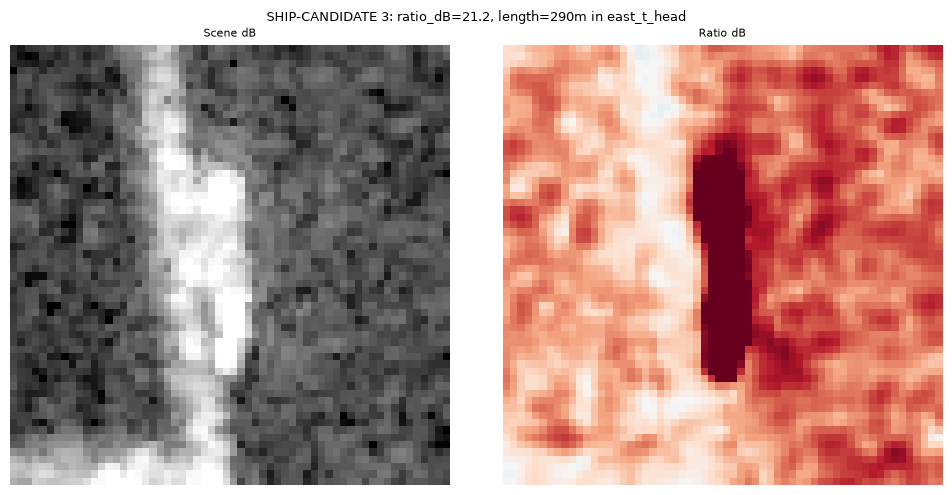 SHIP-CANDIDATE 3: ratio_dB=21.2, length=290m in east_t_head
Scene dB
Ratio dB